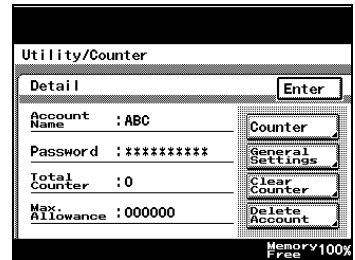 Utility/Counter
Detail
Enter
Account Name : ABC
Counter
Password : **********
General Settings
Total Counter : 0
Clear Counter
Max. Allowance : 000000
Delete Account
Memory Free 100%